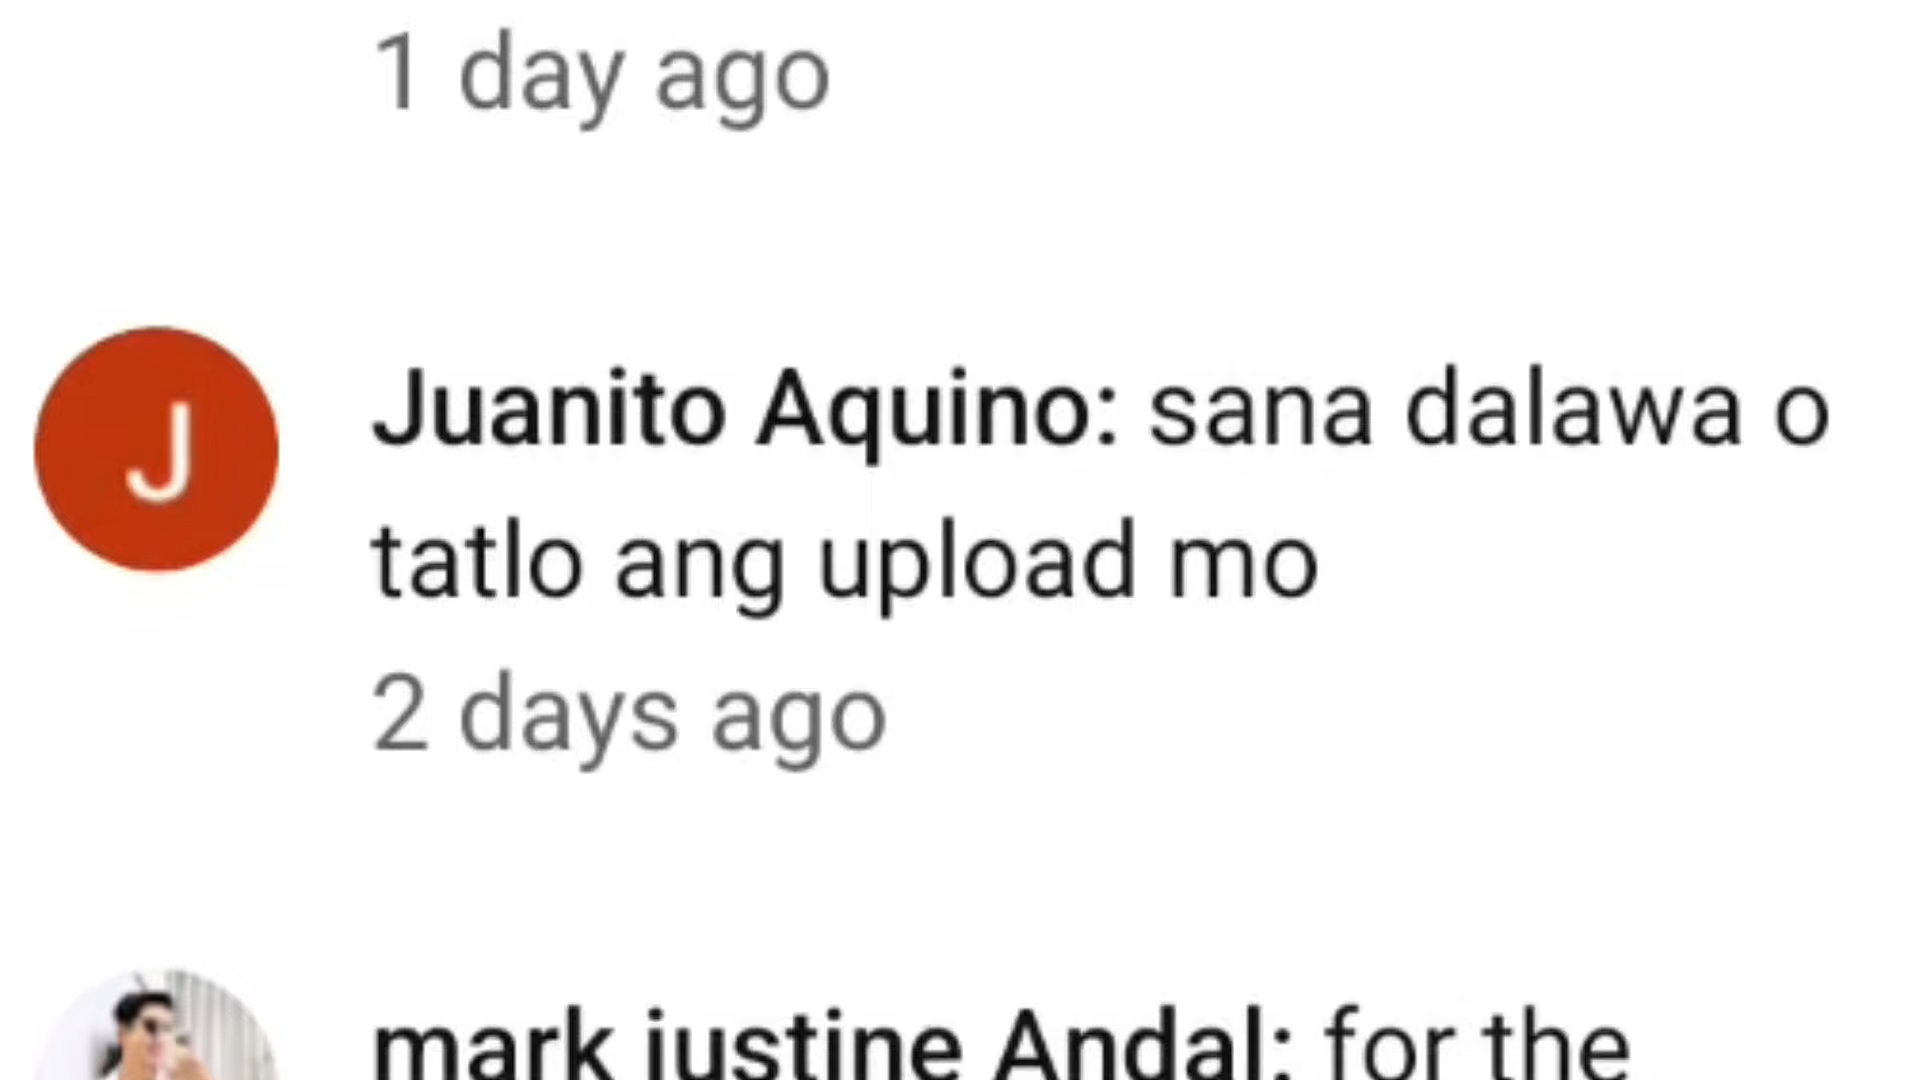 1 day ago
J
Juanito Aquino: sana dalawa o
tatlo ang upload mo
2 days ago
mark justine Andal: for the